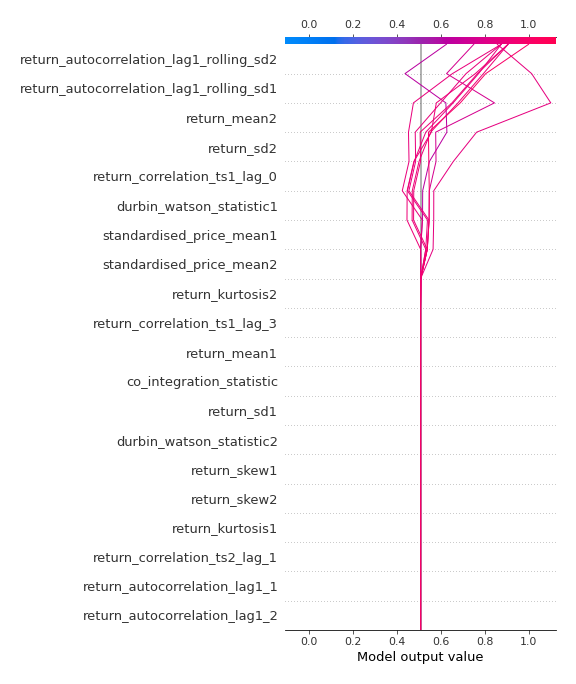 0.0 0.2 0.4 0.6 0.8 1.0
return_autocorrelation_lag1_rolling_sd2
return_autocorrelation_lag1_rolling_sd1
return_mean2
return_sd2
return_correlation_ts1_lag_0
durbin_watson_statistic1
standardised_price_mean1
standardised_price_mean2
return_kurtosis2
return_correlation_ts1_lag_3
return_mean1
co_integration_statistic
return_sd1
durbin_watson_statistic2
return_skew1
return_skew2
return_kurtosis1
return_correlation_ts2_lag_1
return_autocorrelation_lag1_1
return_autocorrelation_lag1_2
0.0 0.2 0.4 0.6 0.8 1.0
Model output value